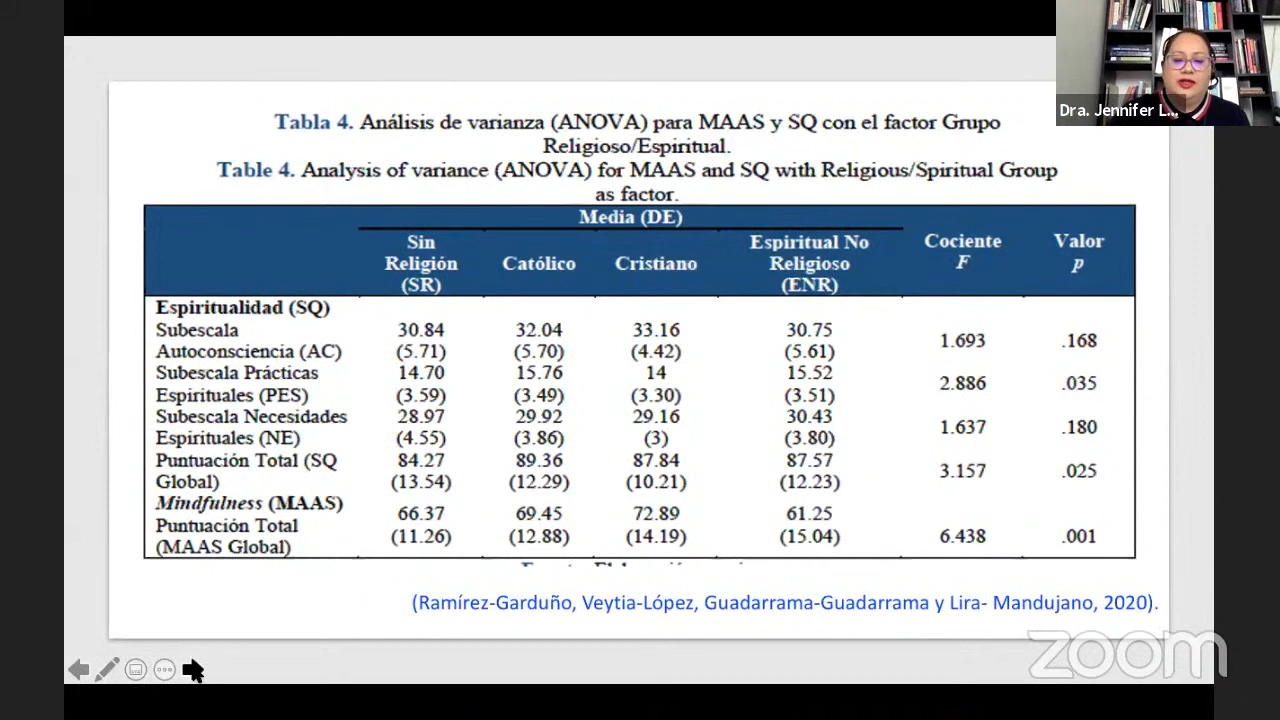 Dra. Jennifer L...
Tabla 4. Análisis de varianza (ANOVA) para MAAS y SQ con el factor Grupo
Religioso/Espiritual.
Table 4. Analysis of variance (ANOVA) for MAAS and SQ with Religious/Spiritual Group
as factor.
Media (DE)
Sin Religión (SR) Católico Cristiano Espiritual No Religioso (ENR) Cociente F Valor p
Espiritualidad (SQ)
Subescala 30.84 32.04 33.16 30.75
1.693 .168
Autoconsciencia (AC) (5.71) (5.70) (4.42) (5.61)
Subescala Prácticas 14.70 15.76 14 15.52
2.886 .035
Espirituales (PES) (3.59) (3.49) (3.30) (3.51)
Subescala Necesidades 28.97 29.92 29.16 30.43
1.637 .180
Espirituales (NE) (4.55) (3.86) (3) (3.80)
Puntuación Total (SQ 84.27 89.36 87.84 87.57
3.157 .025
Global) (13.54) (12.29) (10.21) (12.23)
Mindfulness (MAAS)
66.37 69.45 72.89 61.25
Puntuación Total
(11.26) (12.88) (14.19) (15.04) 6.438 .001
(MAAS Global)
(Ramírez-Garduño, Veytia-López, Guadarrama-Guadarrama y Lira- Mandujano, 2020).
zoom